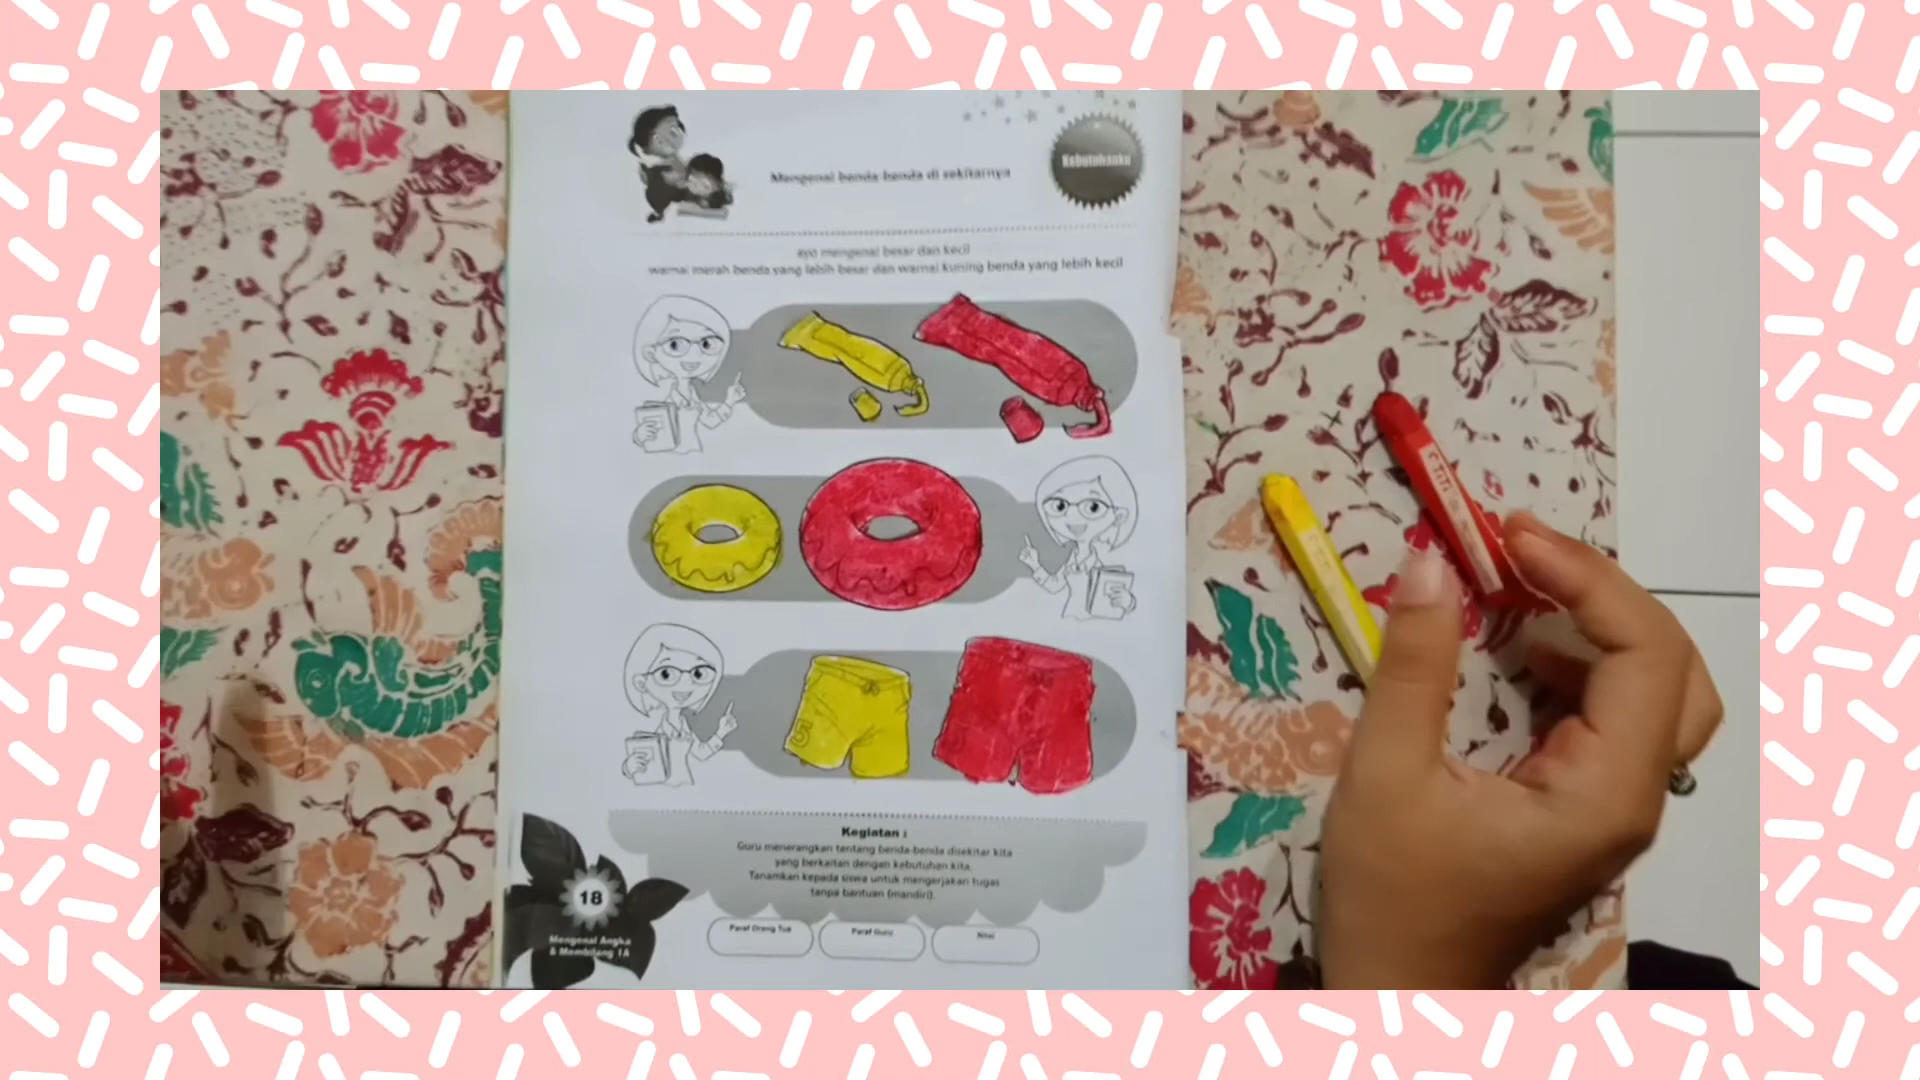 Mengenal benda-benda di sekitarnya
Kebutuhanku
ayo mengenal besar dan kecil
warnai merah benda yang lebih besar dan warnai kuning benda yang lebih kecil
5
Kegiatan :
Guru menerangkan tentang benda-benda disekitar kita
yang berkaitan dengan kebutuhan kita.
Tanamkan kepada siswa untuk mengerjakan tugas
tanpa bantuan (mandiri).
18
Mengenal Angka
& Membilang 1A
Paraf Orang Tua
Paraf Guru
Nilai
TiTi